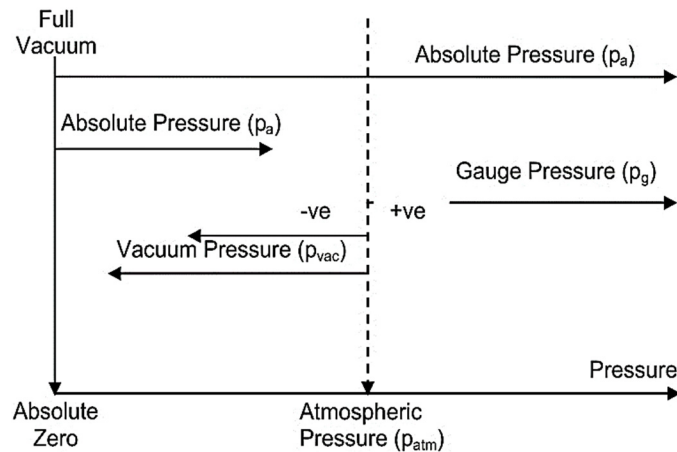 Full
Vacuum
Absolute Pressure (pa)
Absolute Pressure (pa)
Gauge Pressure (pg)
-ve
+ve
Vacuum Pressure (pvac)
Pressure
Absolute
Zero
Atmospheric
Pressure (patm)